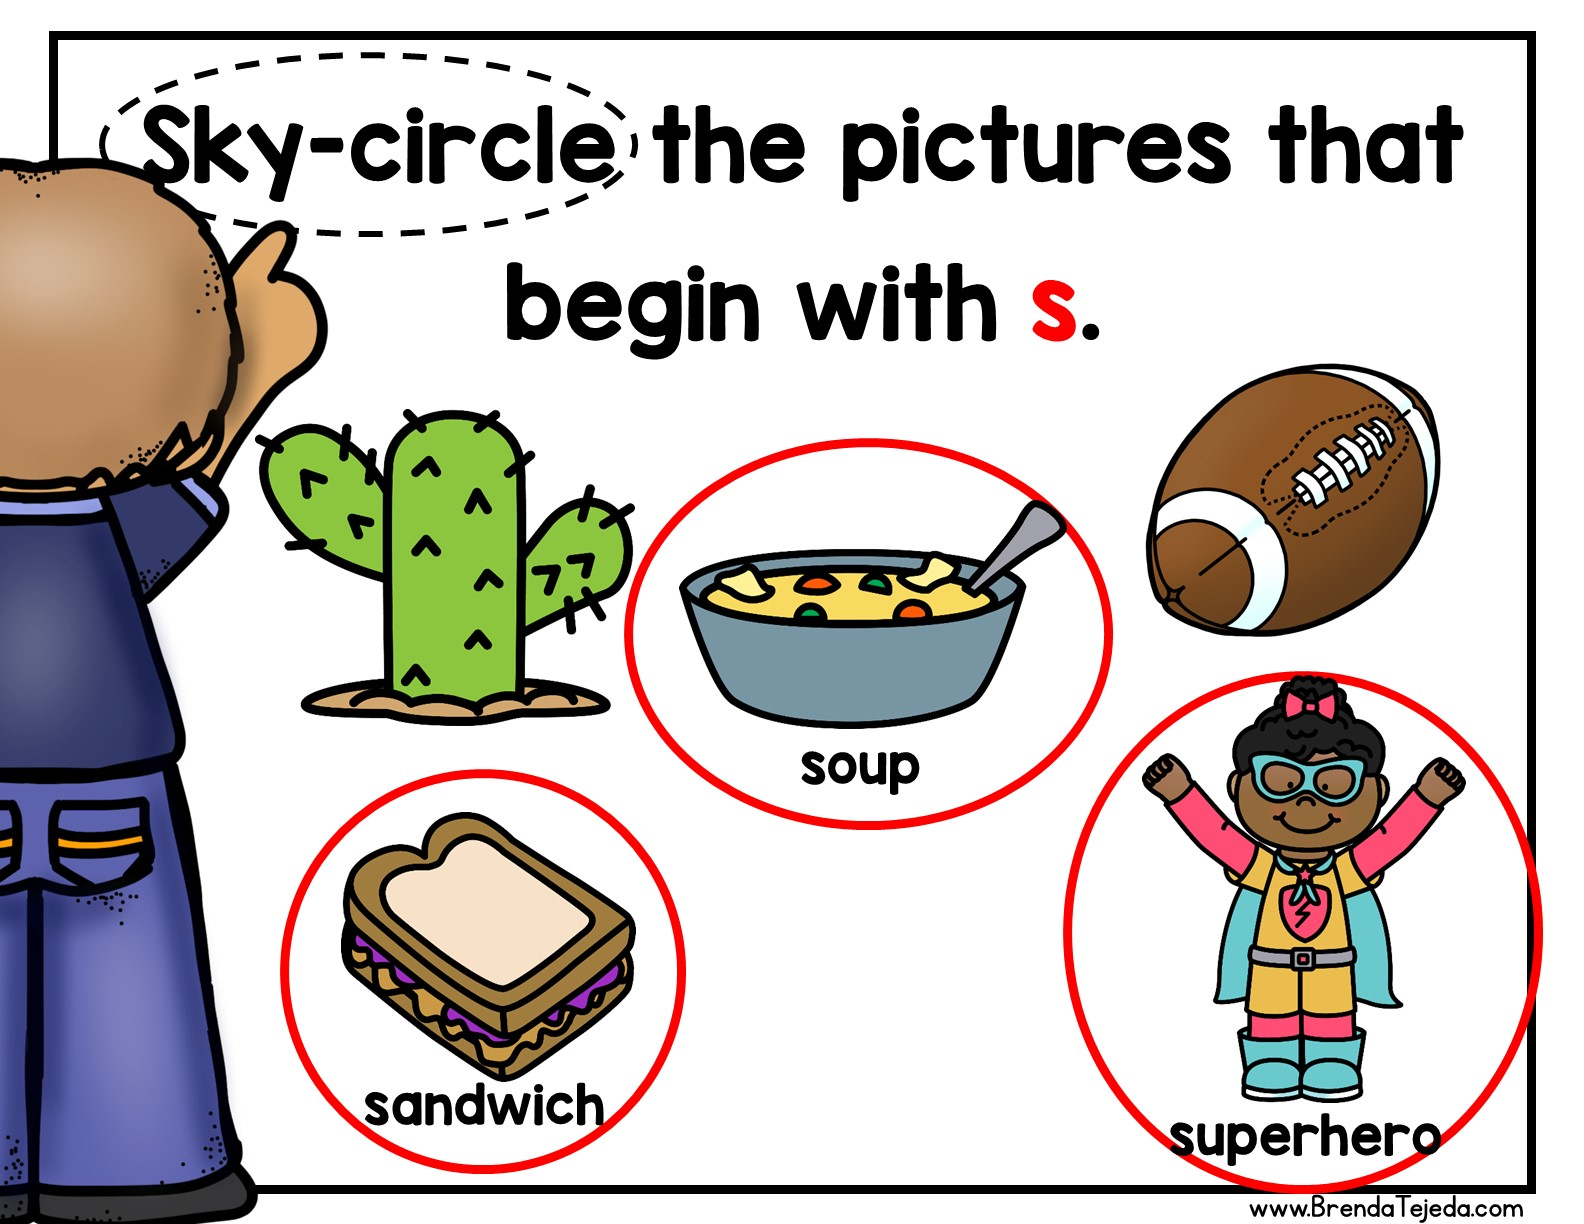 Sky-circle the pictures that
begin with s.
soup
sandwich
superhero
www.BrendaTejeda.com